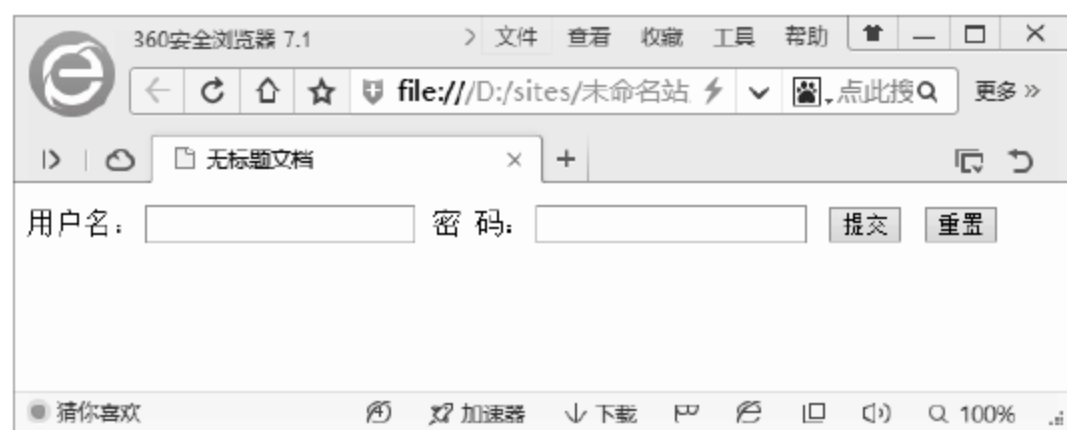 360安全浏览器 7.1 > 文件 查看 收藏 工具 帮助
file:///D:/sites/未命名站 点此搜 更多 »
无标题文档 × +
用户名： 密 码： 提交 重置
猜你喜欢 加速器 下载 100%